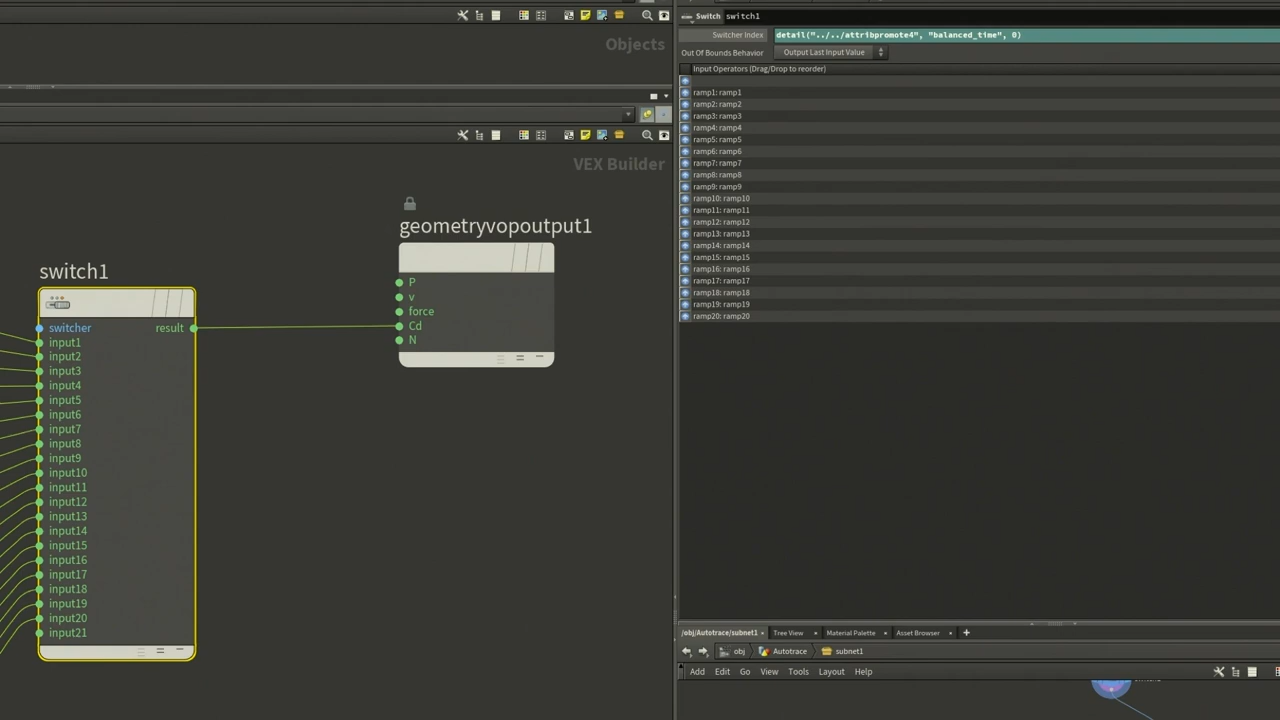 Objects
VEX Builder
switch1
switcher
result
input1
input2
input3
input4
input5
input6
input7
input8
input9
input10
input11
input12
input13
input14
input15
input16
input17
input18
input19
input20
input21
geometryvopoutput1
P
v
force
Cd
N
Switch switch1
Switcher Index detail("../../attribpromote4", "balanced_time", 0)
Out Of Bounds Behavior Output Last Input Value
Input Operators (Drag/Drop to reorder)
ramp1: ramp1
ramp2: ramp2
ramp3: ramp3
ramp4: ramp4
ramp5: ramp5
ramp6: ramp6
ramp7: ramp7
ramp8: ramp8
ramp9: ramp9
ramp10: ramp10
ramp11: ramp11
ramp12: ramp12
ramp13: ramp13
ramp14: ramp14
ramp15: ramp15
ramp16: ramp16
ramp17: ramp17
ramp18: ramp18
ramp19: ramp19
ramp20: ramp20
/obj/Autotrace/subnet1 Tree View Material Palette Asset Browser
obj Autotrace subnet1
Add Edit Go View Tools Layout Help